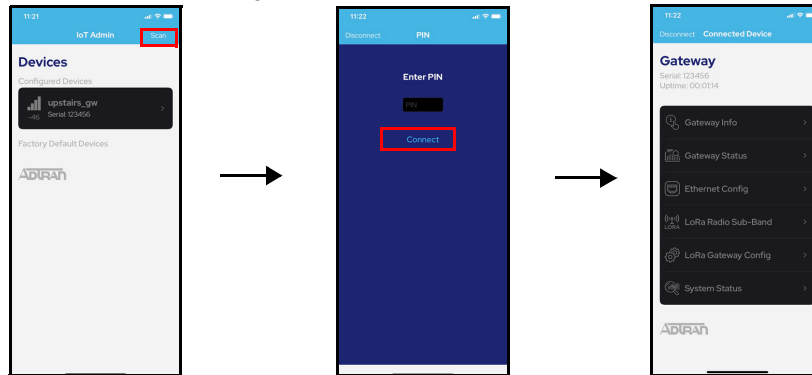 11:21
IoT Admin
Scan
Devices
Configured Devices
upstairs_gw
-46
Serial: 123456
Factory Default Devices
ADTRAN
11:22
Disconnect
PIN
Enter PIN
PIN
Connect
11:22
Disconnect
Connected Device
Gateway
Serial: 123456
Uptime: 00:01:14
Gateway Info
Gateway Status
Ethernet Config
LORA
LoRa Radio Sub-Band
LoRa Gateway Config
System Status
ADTRAN